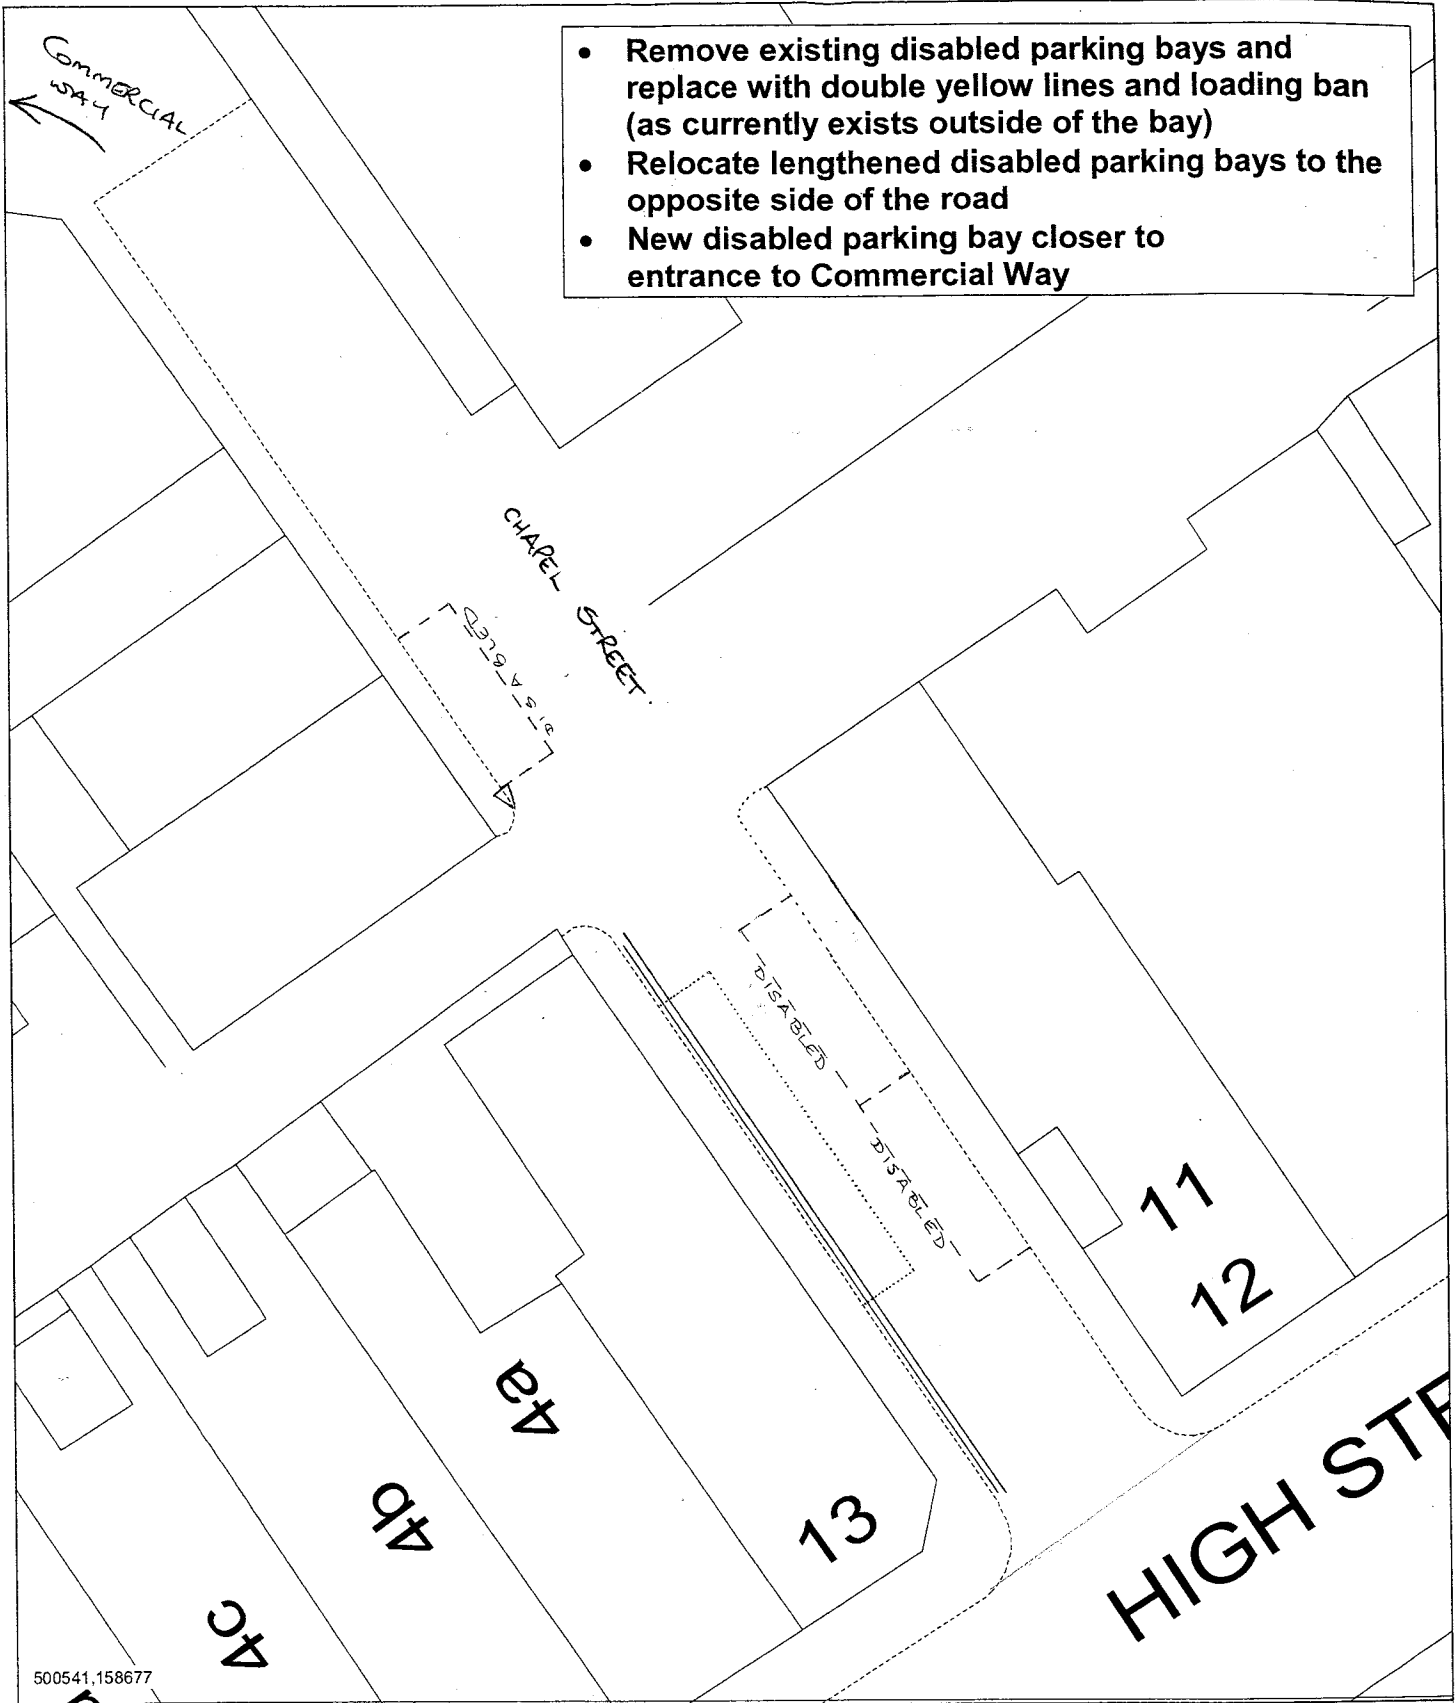 COMMERCIAL
WAY
• Remove existing disabled parking bays and
replace with double yellow lines and loading ban
(as currently exists outside of the bay)
• Relocate lengthened disabled parking bays to the
opposite side of the road
• New disabled parking bay closer to
entrance to Commercial Way
CHAPEL STREET
DISABLED
DISABLED
DISABLED
11
12
4a
4b
13
4c
HIGH STR
500541,158677